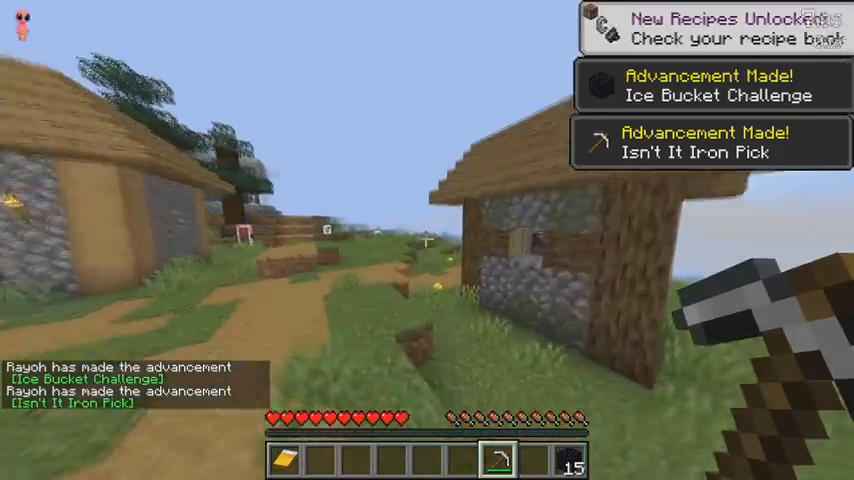 New Recipes Unlocked!
Check your recipe book
Advancement Made!
Ice Bucket Challenge
Advancement Made!
Isn't It Iron Pick
Rayoh has made the advancement
[Ice Bucket Challenge]
Rayoh has made the advancement
[Isn't It Iron Pick]
15